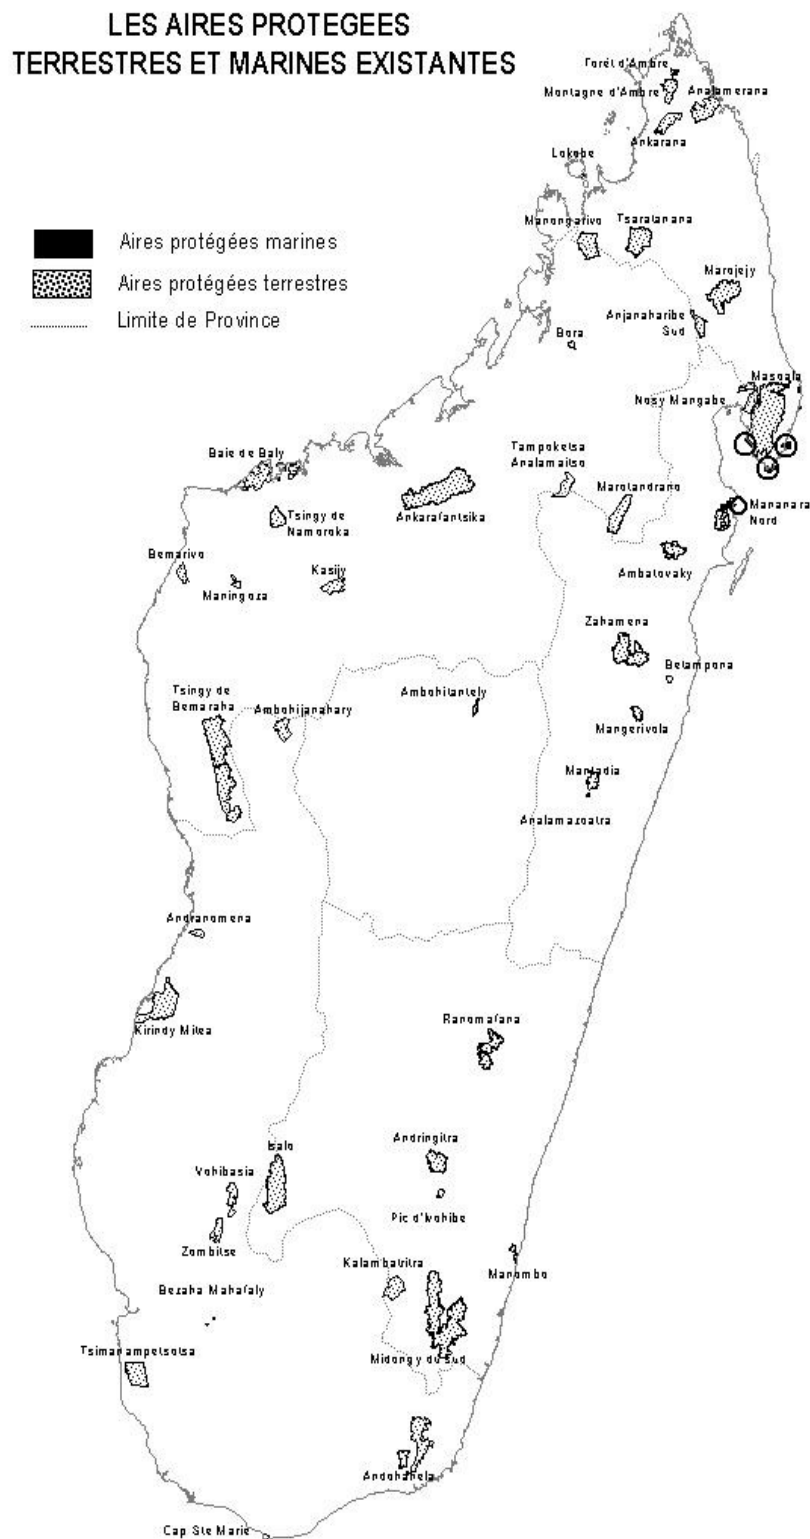 LES AIRES PROTEGEES
TERRESTRES ET MARINES EXISTANTES
Forêt d'Ambre
Montagne d'Ambre
Analamerana
Ankarana
Lokobe
Manongarivo
Tsaratanana
Aires protégées marines
Aires protégées terrestres
Limite de Province
Marojejy
Anjanaharibe
Sud
Bora
Masoala
Nosy Mangabe
Baie de Baly
Tampoketsa
Analamaitso
Marotandrano
Ankarafantsika
Tsingy de
Namoroka
Mananara
Nord
Bemarivo
Maningoza
Kasijy
Ambatovaky
Zahamena
Betampona
Tsingy de
Bemaraha
Ambohijanahary
Ambohitantely
Mangerivola
Mantadia
Analamazoatra
Andranomena
Kirindy Mitea
Ranomafana
Andringitra
Isalo
Vohibasia
Pic d'Ivohibe
Zombitse
Kalambatritra
Manombo
Bezaha Mahafaly
Tsimanampetsotsa
Midongy du sud
Andohahela
Cap Ste Marie